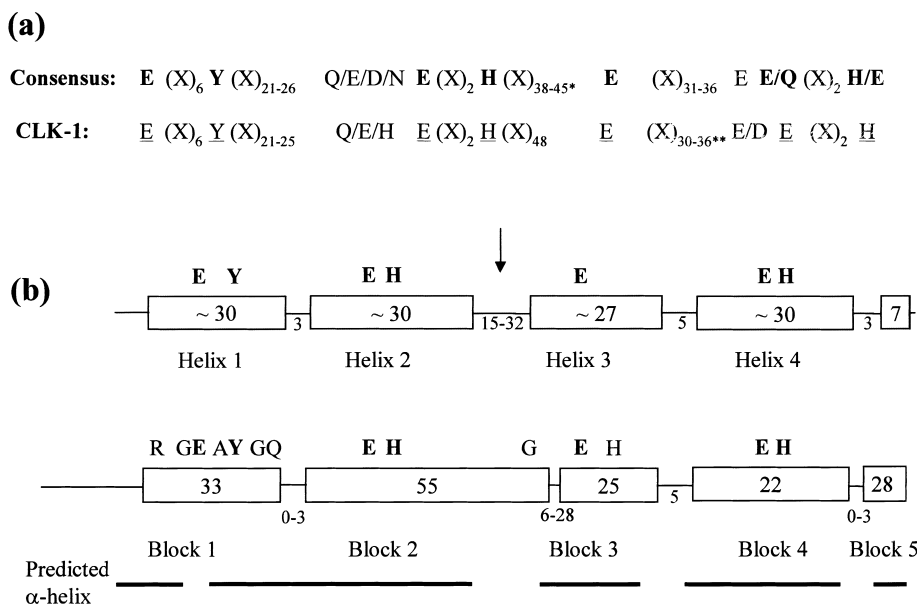 (a)
Consensus: E (X)6 Y (X)21-26 Q/E/D/N E (X)2 H (X)38-45* E (X)31-36 E E/Q (X)2 H/E
CLK-1: E (X)6 Y (X)21-25 Q/E/H E (X)2 H (X)48 E (X)30-36** E/D E (X)2 H
(b)
E Y E H E E H
~ 30 3 ~ 30 15-32 ~ 27 5 ~ 30 3 7
Helix 1 Helix 2 Helix 3 Helix 4
R GE AY GQ E H G E H E H
33 55 25 5 22 28
0-3 6-28 0-3
Block 1 Block 2 Block 3 Block 4 Block 5
Predicted
α-helix